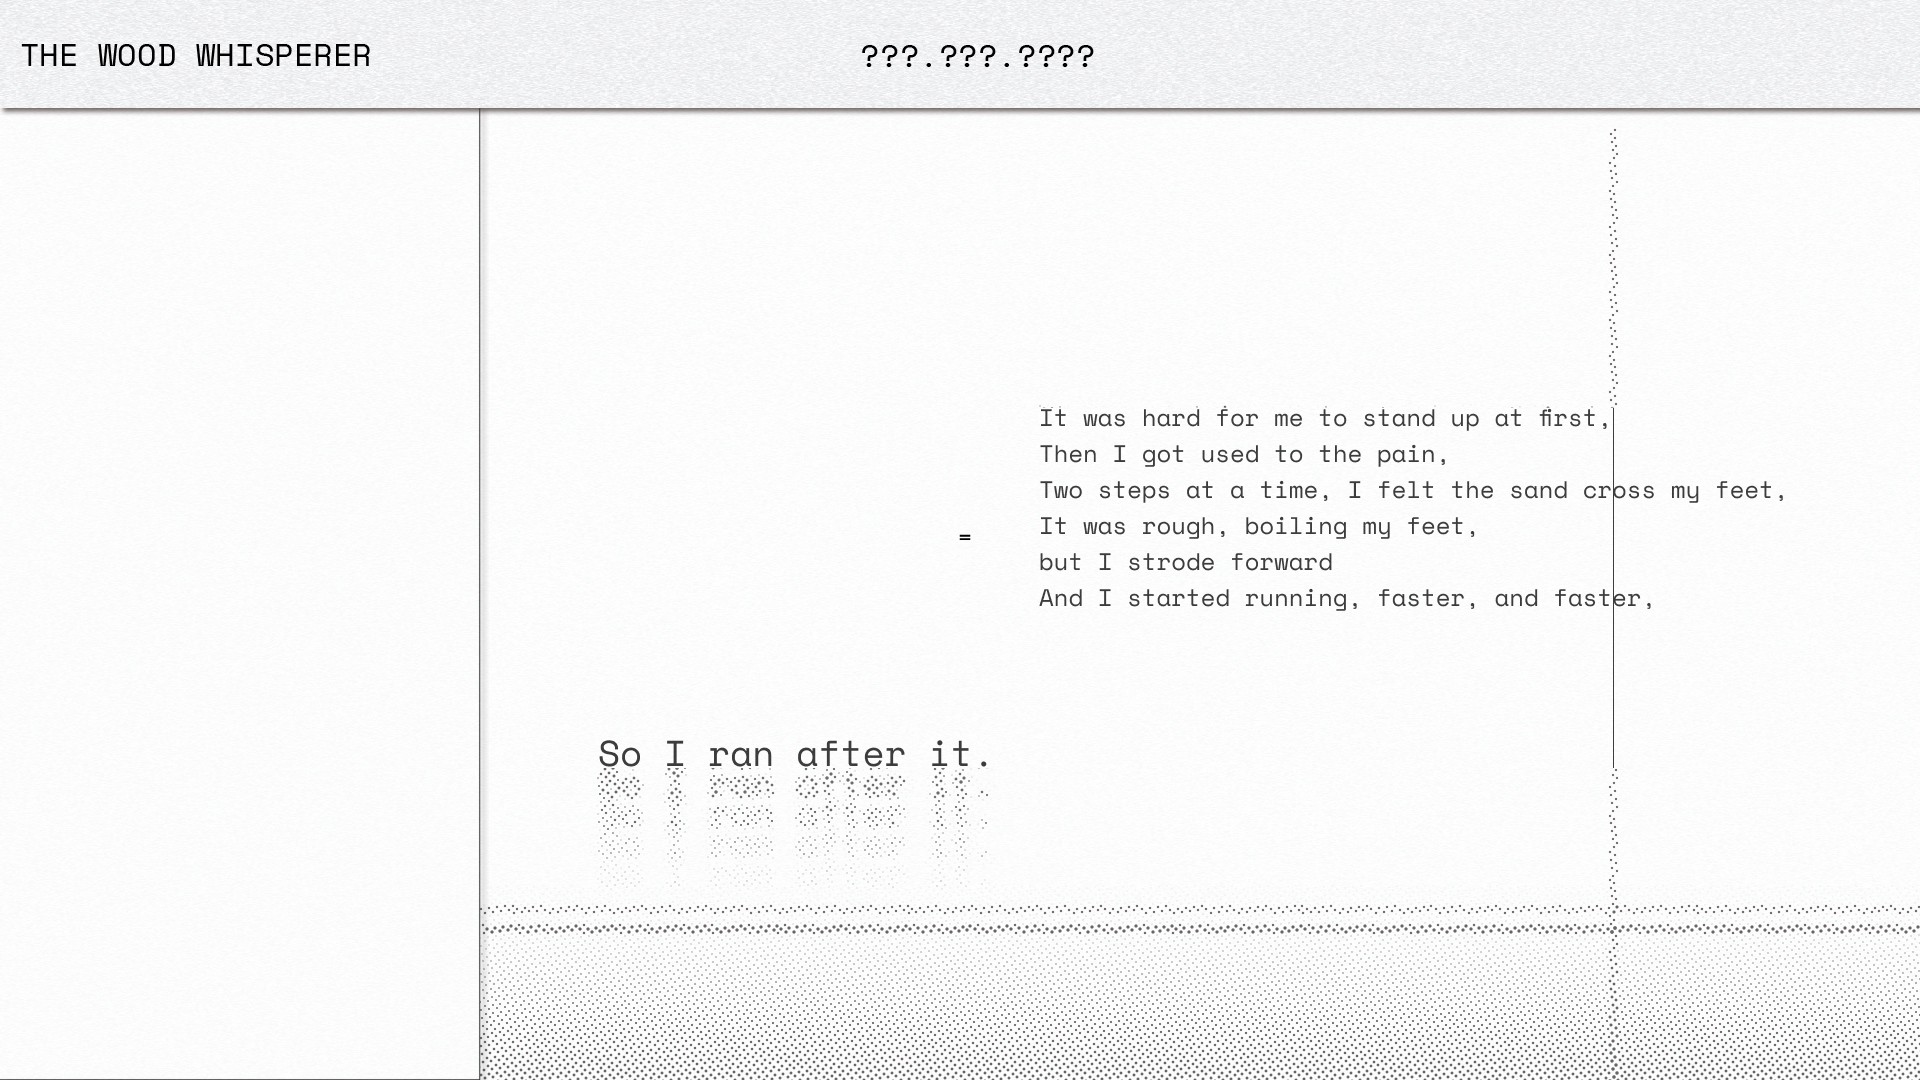 THE WOOD WHISPERER
???.???.????
It was hard for me to stand up at first,
Then I got used to the pain,
Two steps at a time, I felt the sand cross my feet,
=
It was rough, boiling my feet,
but I strode forward
And I started running, faster, and faster,
So I ran after it.